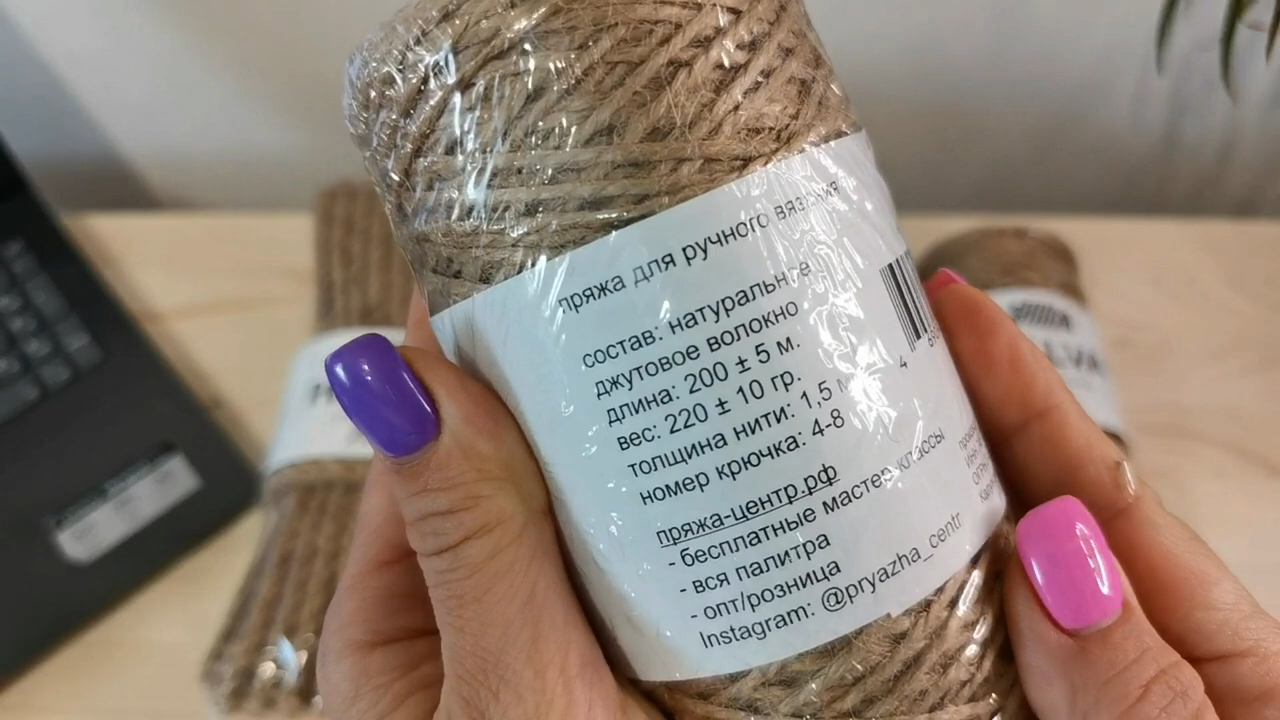 пряжа для ручного вязания
состав: натуральное
джутовое волокно
длина: 200 ± 5 м.
вес: 220 ± 10 гр.
толщина нити: 1,5
номер крючка: 4-8
пряжа-центр.рф
- бесплатные мастер-классы
- вся палитра
- опт/розница
Instagram: @pryazha_centr
4